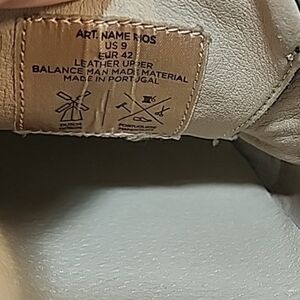 ART. NAME RIOS
US 9
EUR 42
LEATHER UPPER
BALANCE MAN MADE MATERIAL
MADE IN PORTUGAL